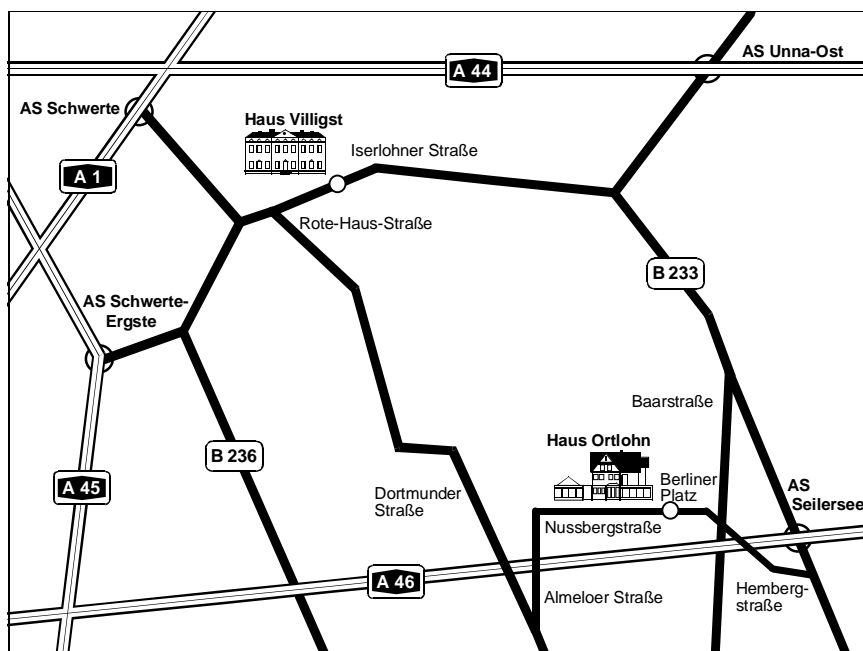 AS Unna-Ost
A 44
AS Schwerte
Haus Villigst
Iserlohner Straße
A 1
Rote-Haus-Straße
B 233
AS Schwerte-
Ergste
Baarstraße
Haus Ortlohn
B 236
Berliner
Platz
AS
Seilersee
A 45
Dortmunder
Straße
Nussbergstraße
A 46
Almeloer Straße
Hemberg-
straße